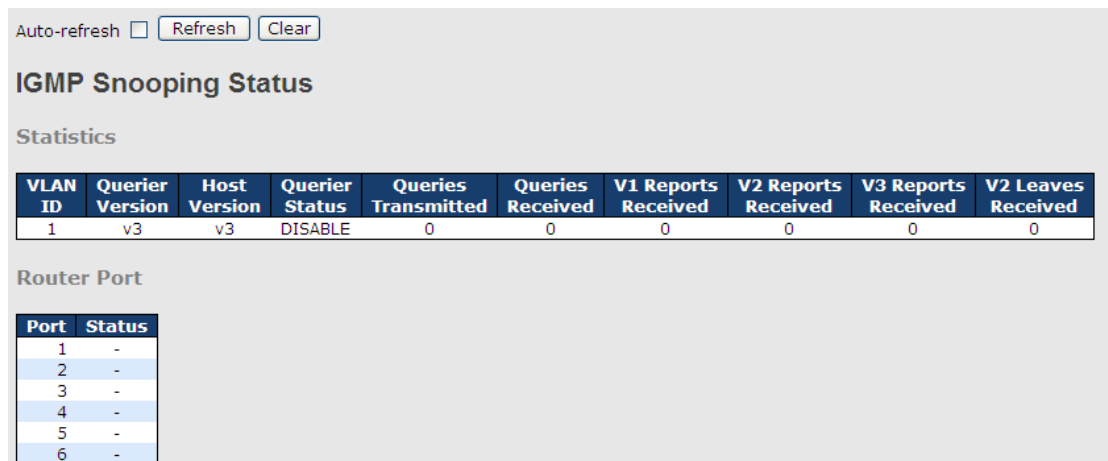 Auto-refresh Refresh Clear
IGMP Snooping Status
Statistics
VLAN ID Querier Version Host Version Querier Status Queries Transmitted Queries Received V1 Reports Received V2 Reports Received V3 Reports Received V2 Leaves Received
1 v3 v3 DISABLE 0 0 0 0 0 0
Router Port
Port Status
1 -
2 -
3 -
4 -
5 -
6 -